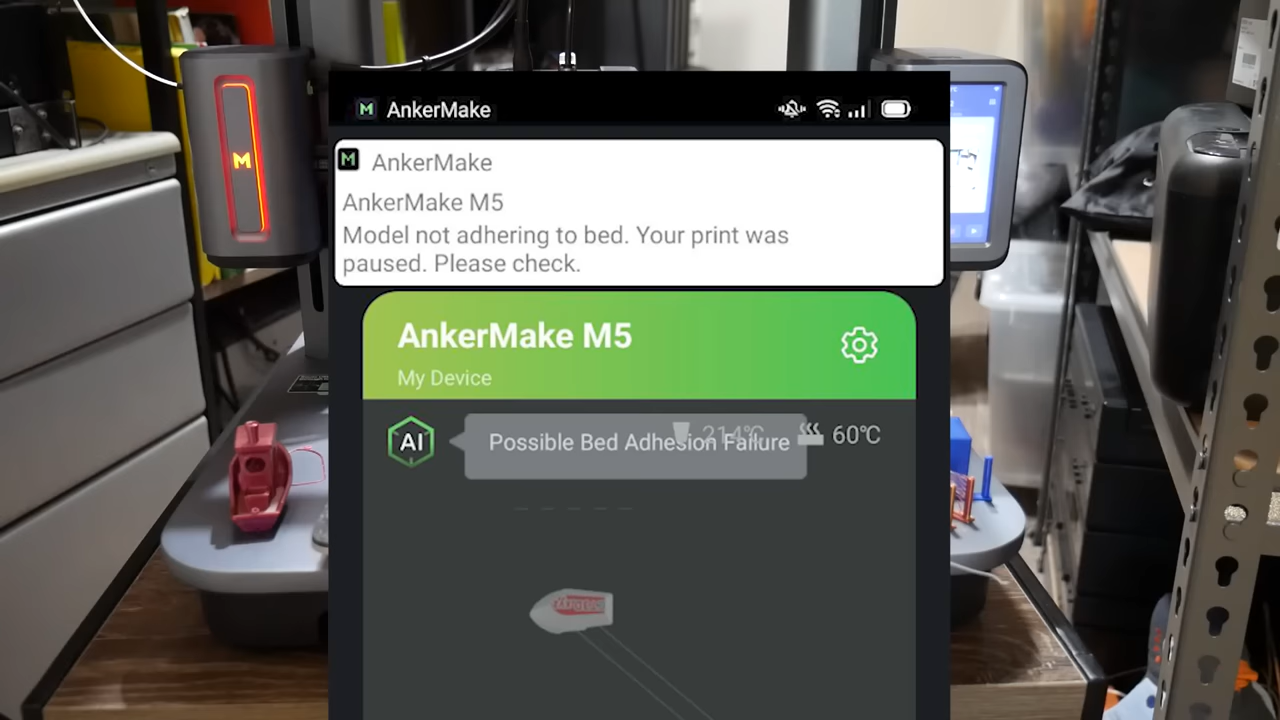 M
AnkerMake
M
AnkerMake
AnkerMake M5
Model not adhering to bed. Your print was
paused. Please check.
AnkerMake M5
My Device
AI
Possible Bed Adhesion Failure
214°C
60°C
M